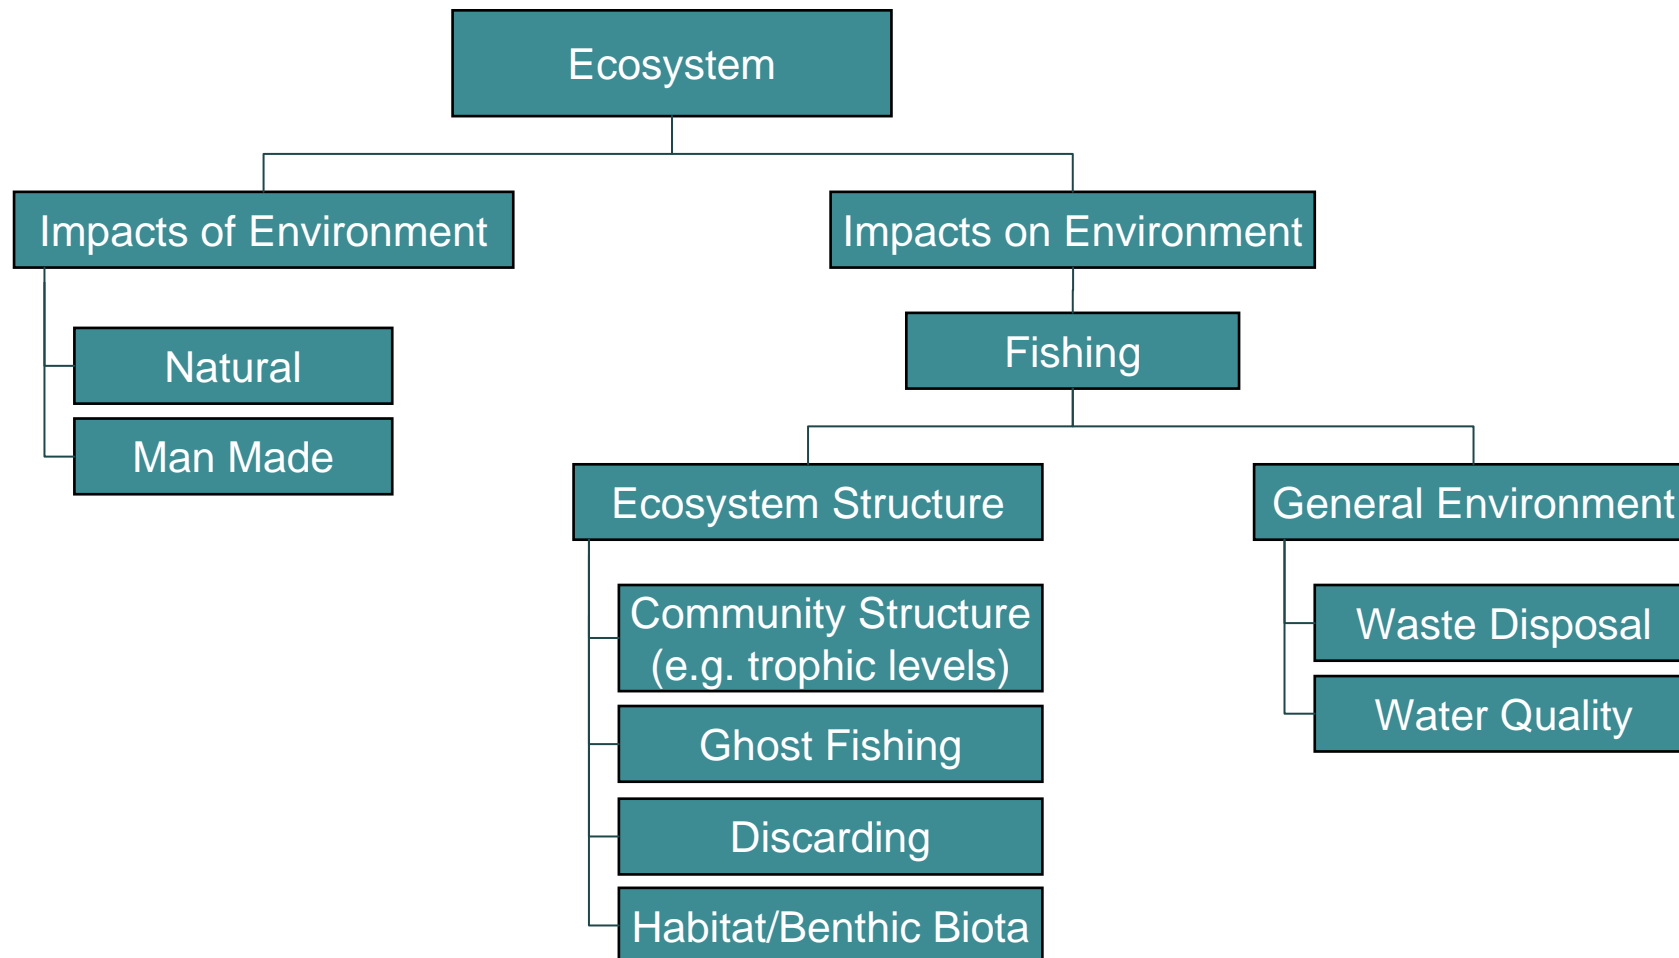 Ecosystem
Impacts of Environment
Impacts on Environment
Natural
Man Made
Fishing
Ecosystem Structure
General Environment
Community Structure
(e.g. trophic levels)
Ghost Fishing
Discarding
Habitat/Benthic Biota
Waste Disposal
Water Quality